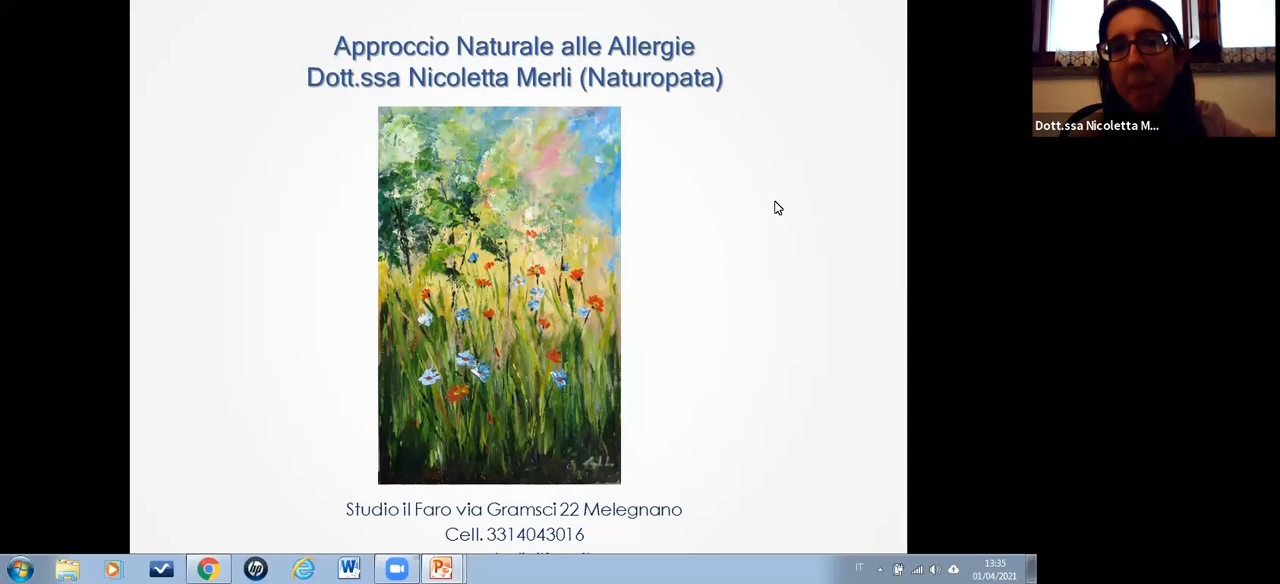 Approccio Naturale alle Allergie
Dott.ssa Nicoletta Merli (Naturopata)
Dott.ssa Nicoletta M...
Studio il Faro via Gramsci 22 Melegnano
Cell. 3314043016
IT
13:35
01/04/2021